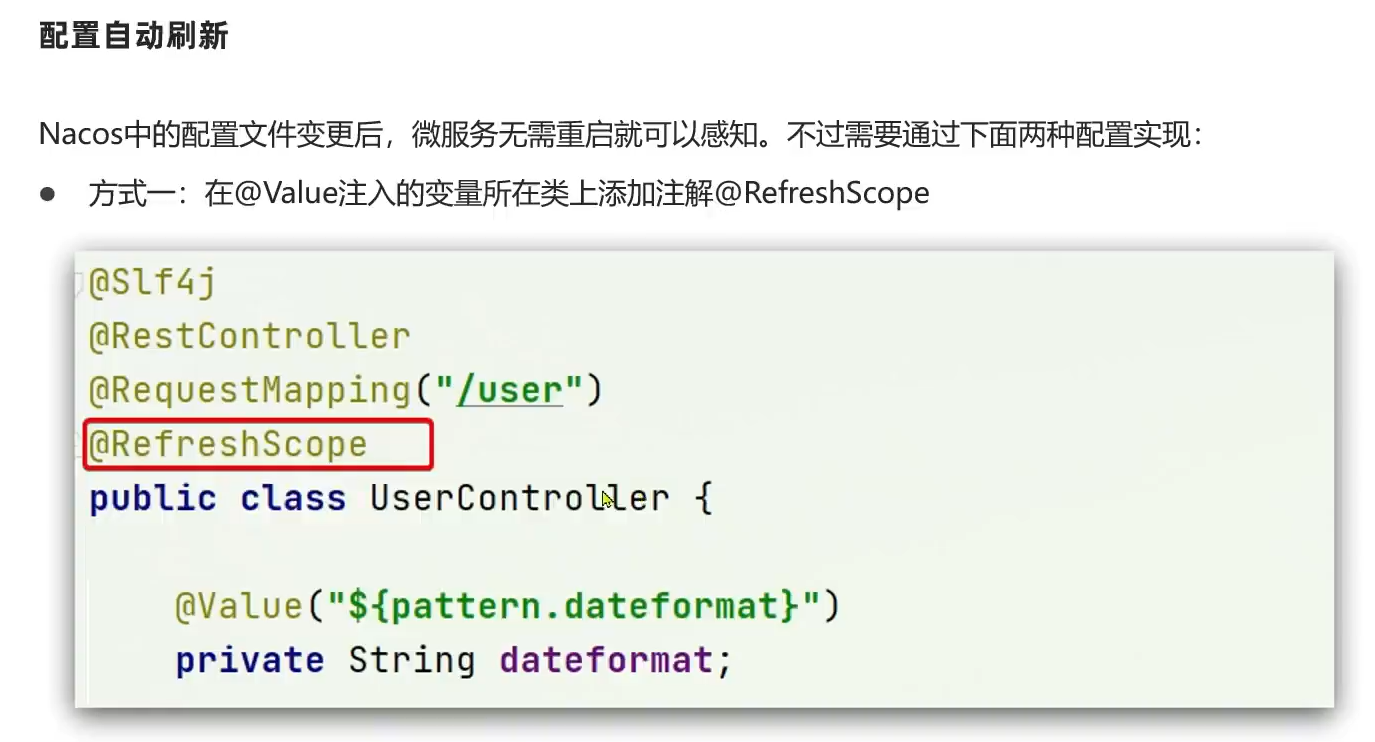 配置自动刷新
Nacos中的配置文件变更后，微服务无需重启就可以感知。不过需要通过下面两种配置实现：
● 方式一：在@Value注入的变量所在类上添加注解@RefreshScope
@Slf4j
@RestController
@RequestMapping("/user")
@RefreshScope
public class UserController {
@Value("${pattern.dateformat}")
private String dateformat;